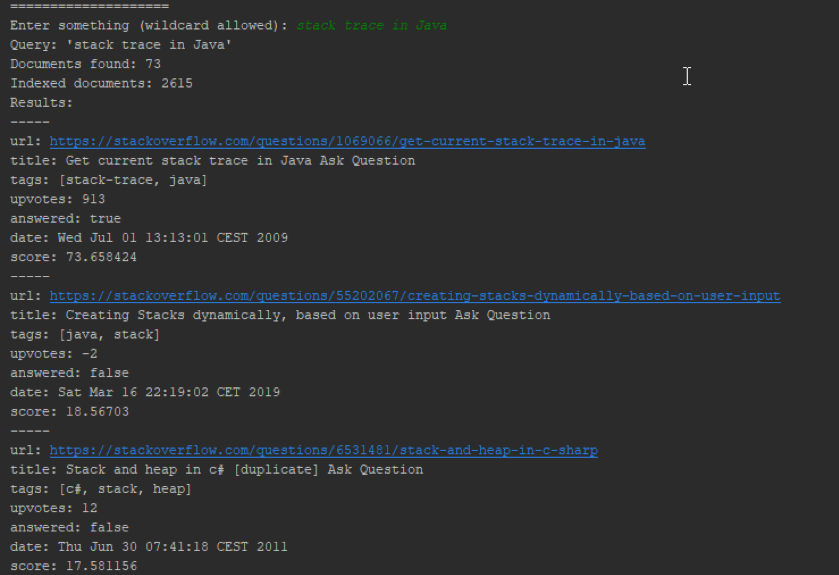 ====================
Enter something (wildcard allowed): stack trace in Java
Query: 'stack trace in Java'
Documents found: 73
Indexed documents: 2615
Results:
-----
url: https://stackoverflow.com/questions/1069066/get-current-stack-trace-in-java
title: Get current stack trace in Java Ask Question
tags: [stack-trace, java]
upvotes: 913
answered: true
date: Wed Jul 01 13:13:01 CEST 2009
score: 73.658424
-----
url: https://stackoverflow.com/questions/55202067/creating-stacks-dynamically-based-on-user-input
title: Creating Stacks dynamically, based on user input Ask Question
tags: [java, stack]
upvotes: -2
answered: false
date: Sat Mar 16 22:19:02 CET 2019
score: 18.56703
-----
url: https://stackoverflow.com/questions/6531481/stack-and-heap-in-c-sharp
title: Stack and heap in c# [duplicate] Ask Question
tags: [c#, stack, heap]
upvotes: 12
answered: false
date: Thu Jun 30 07:41:18 CEST 2011
score: 17.581156